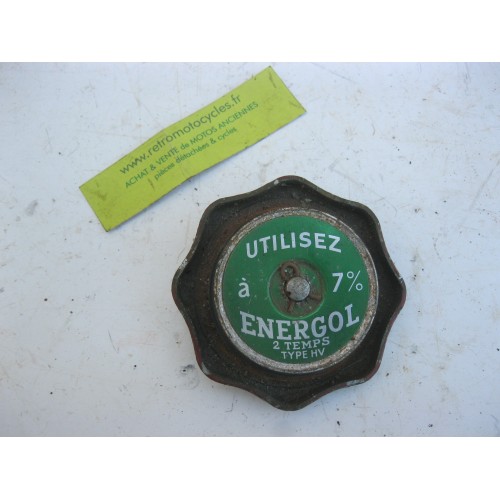 www.retromotocycles.fr
ACHAT & VENTE de MOTOS ANCIENNES
pièces détachées & cycles
UTILISEZ
à 7%
ENERGOL
2 TEMPS
TYPE HV